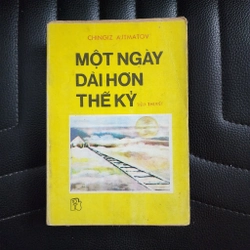 CHINGIZ AITMATOV
MỘT NGÀY
DÀI HƠN
THẾ KỶ